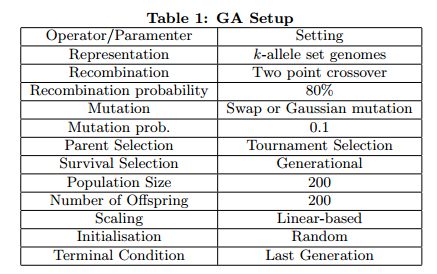 Table 1: GA Setup
Operator/Paramenter Setting
Representation k-allele set genomes
Recombination Two point crossover
Recombination probability 80%
Mutation Swap or Gaussian mutation
Mutation prob. 0.1
Parent Selection Tournament Selection
Survival Selection Generational
Population Size 200
Number of Offspring 200
Scaling Linear-based
Initialisation Random
Terminal Condition Last Generation